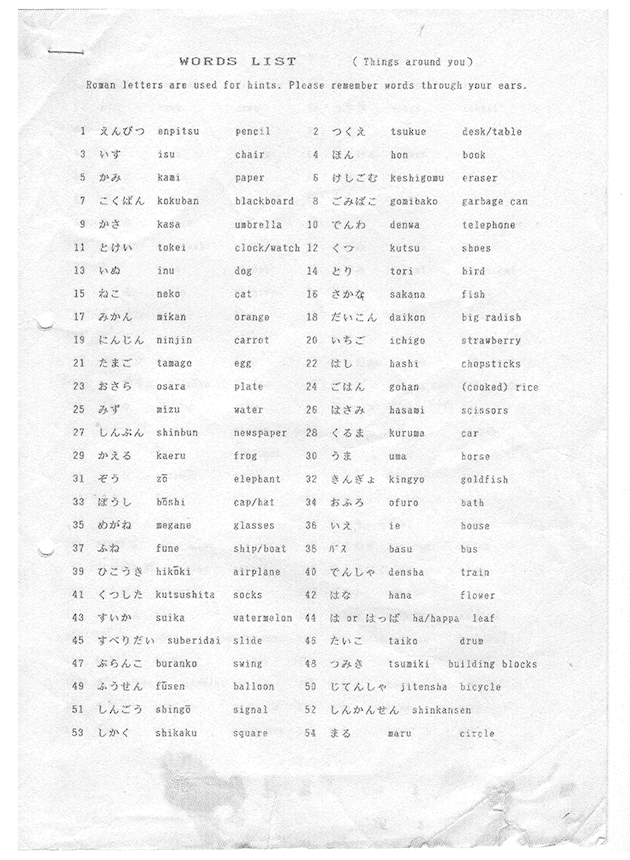 WORDS LIST (Things around you)
Roman letters are used for hints. Please remember words through your ears.
1 えんぴつ enpitsu pencil 2 つくえ tsukue desk/table
3 いす isu chair 4 ほん hon book
5 かみ kami paper 6 けしごむ keshigomu eraser
7 こくばん kokuban blackboard 8 ごみばこ gomibako garbage can
9 かさ kasa umbrella 10 でんわ denwa telephone
11 とけい tokei clock/watch 12 くつ kutsu shoes
13 いぬ inu dog 14 とり tori bird
15 ねこ neko cat 16 さかな sakana fish
17 みかん mikan orange 18 だいこん daikon big radish
19 にんじん ninjin carrot 20 いちご ichigo strawberry
21 たまご tamago egg 22 はし hashi chopsticks
23 おさら osara plate 24 ごはん gohan (cooked) rice
25 みず mizu water 26 はさみ hasami scissors
27 しんぶん shinbun newspaper 28 くるま kuruma car
29 かえる kaeru frog 30 うま uma horse
31 ぞう zō elephant 32 きんぎょ kingyo goldfish
33 ぼうし bōshi cap/hat 34 おふろ ofuro bath
35 めがね megane glasses 36 いえ ie house
37 ふね fune ship/boat 38 ﾊﾞｽ basu bus
39 ひこうき hikōki airplane 40 でんしゃ densha train
41 くつした kutsushita socks 42 はな hana flower
43 すいか suika watermelon 44 は or はっぱ ha/happa leaf
45 すべりだい suberidai slide 46 たいこ taiko drum
47 ぶらんこ buranko swing 48 つみき tsumiki building blocks
49 ふうせん fūsen balloon 50 じてんしゃ jitensha bicycle
51 しんごう shingō signal 52 しんかんせん shinkansen
53 しかく shikaku square 54 まる maru circle